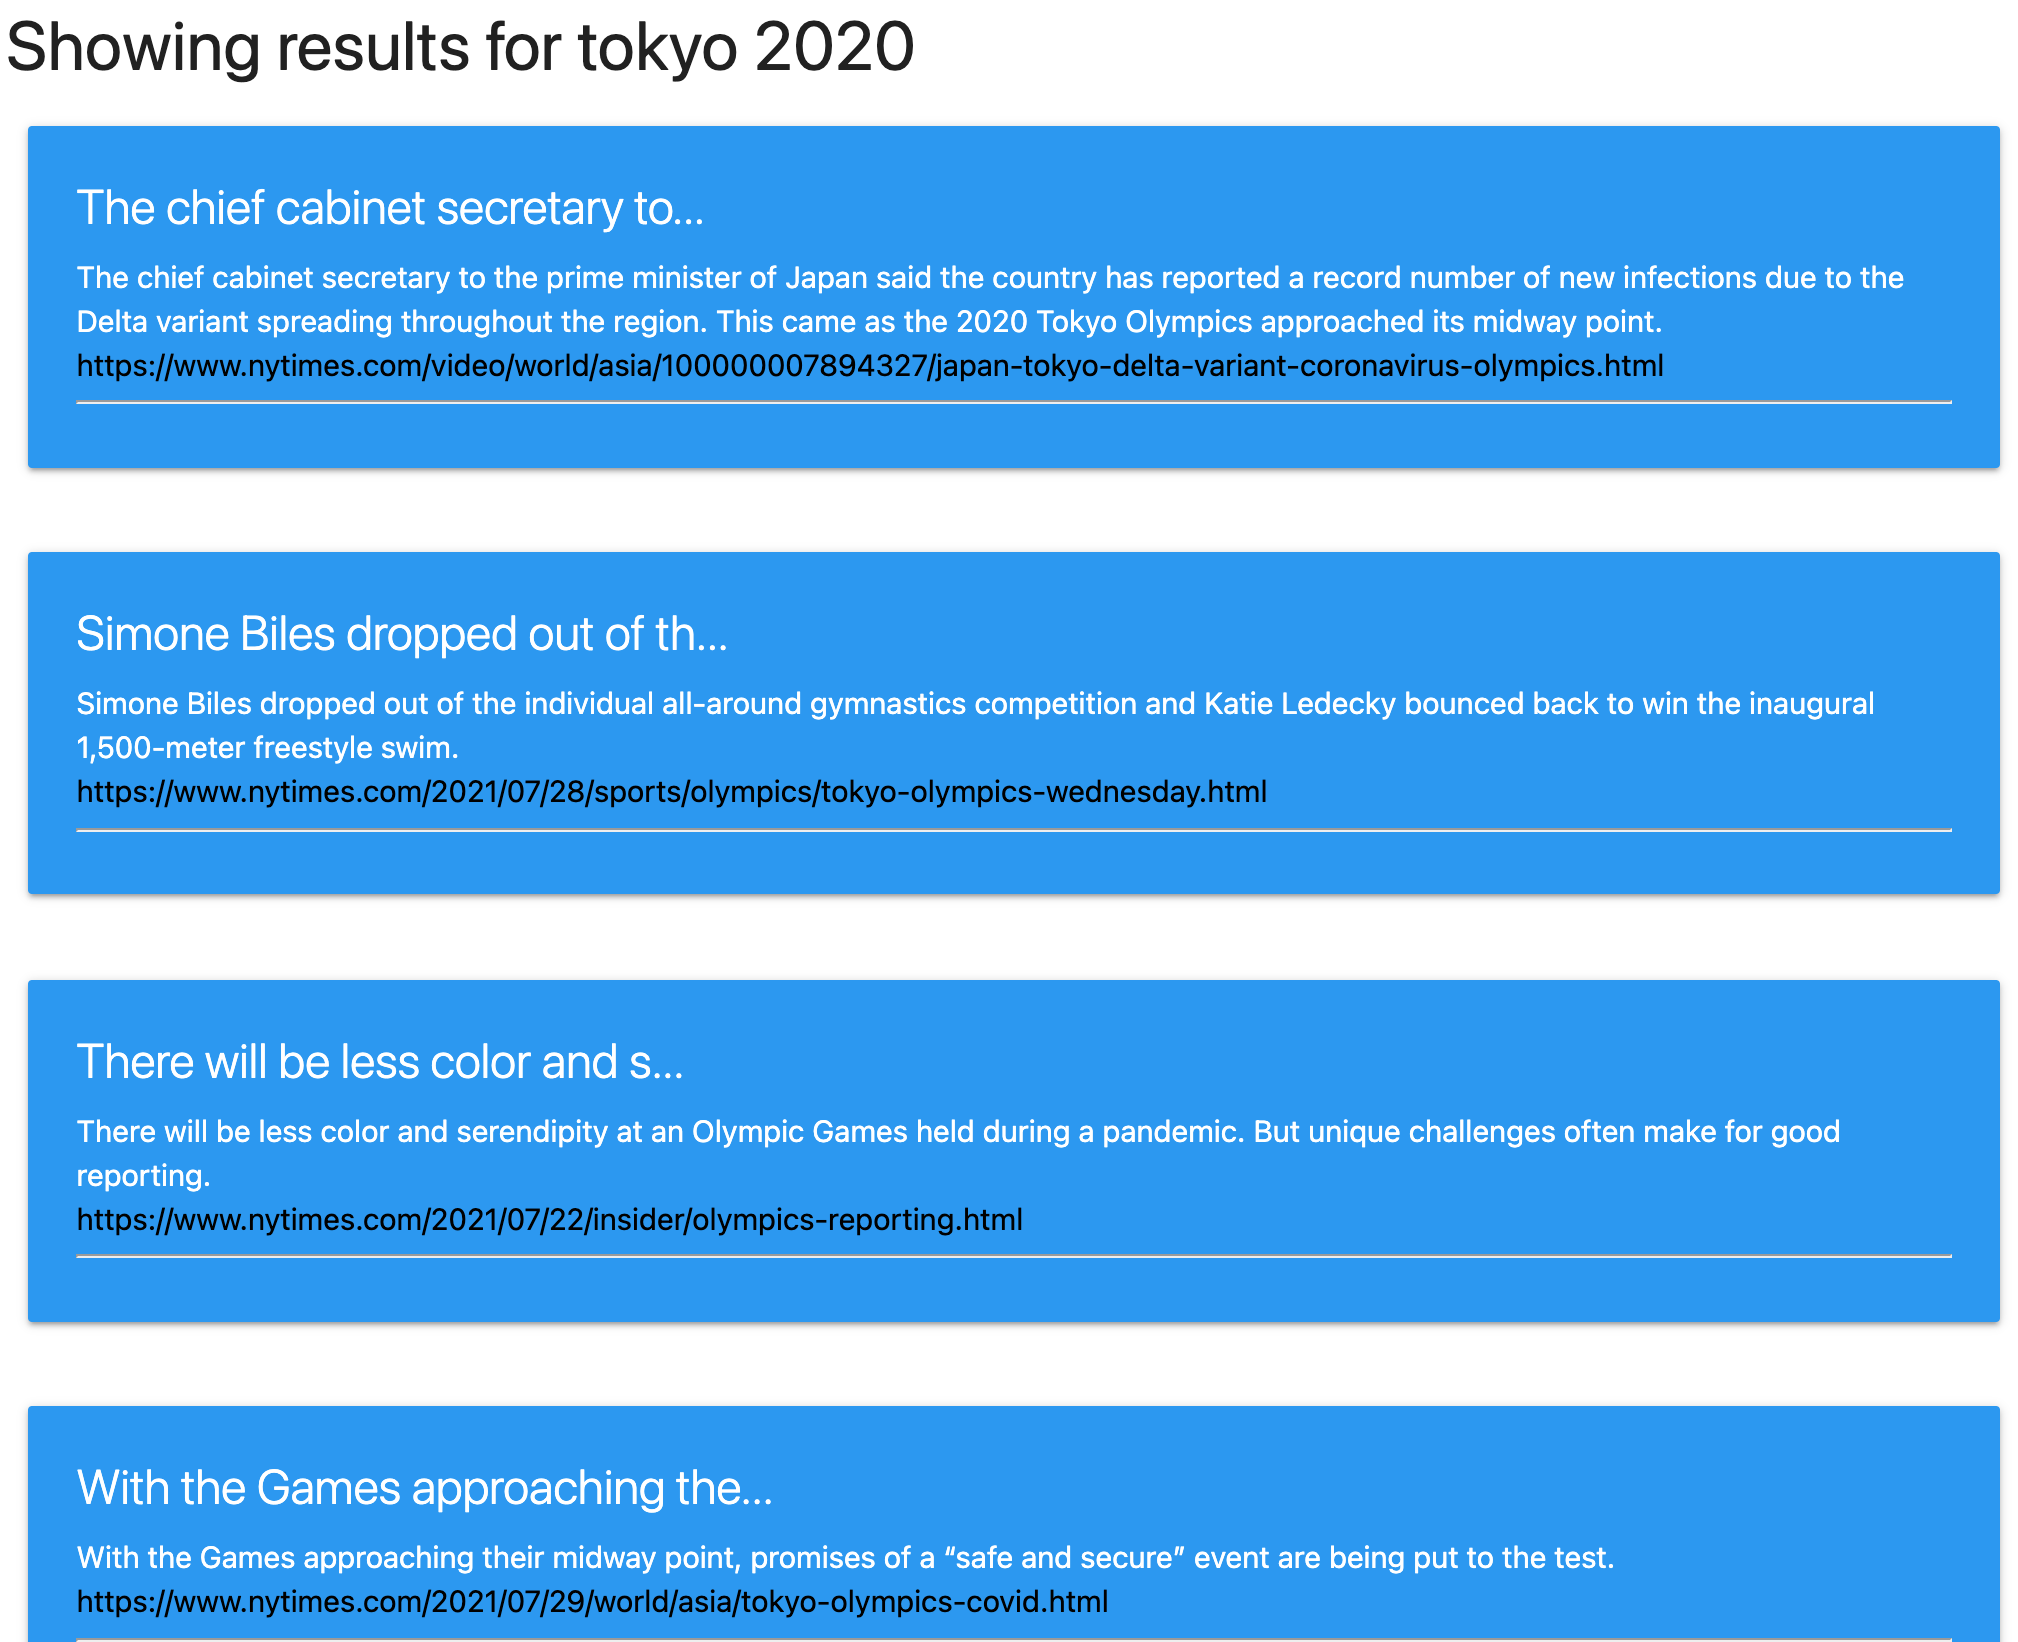 Showing results for tokyo 2020
The chief cabinet secretary to...
The chief cabinet secretary to the prime minister of Japan said the country has reported a record number of new infections due to the
Delta variant spreading throughout the region. This came as the 2020 Tokyo Olympics approached its midway point.
https://www.nytimes.com/video/world/asia/100000007894327/japan-tokyo-delta-variant-coronavirus-olympics.html
Simone Biles dropped out of th...
Simone Biles dropped out of the individual all-around gymnastics competition and Katie Ledecky bounced back to win the inaugural
1,500-meter freestyle swim.
https://www.nytimes.com/2021/07/28/sports/olympics/tokyo-olympics-wednesday.html
There will be less color and s...
There will be less color and serendipity at an Olympic Games held during a pandemic. But unique challenges often make for good
reporting.
https://www.nytimes.com/2021/07/22/insider/olympics-reporting.html
With the Games approaching the...
With the Games approaching their midway point, promises of a “safe and secure” event are being put to the test.
https://www.nytimes.com/2021/07/29/world/asia/tokyo-olympics-covid.html